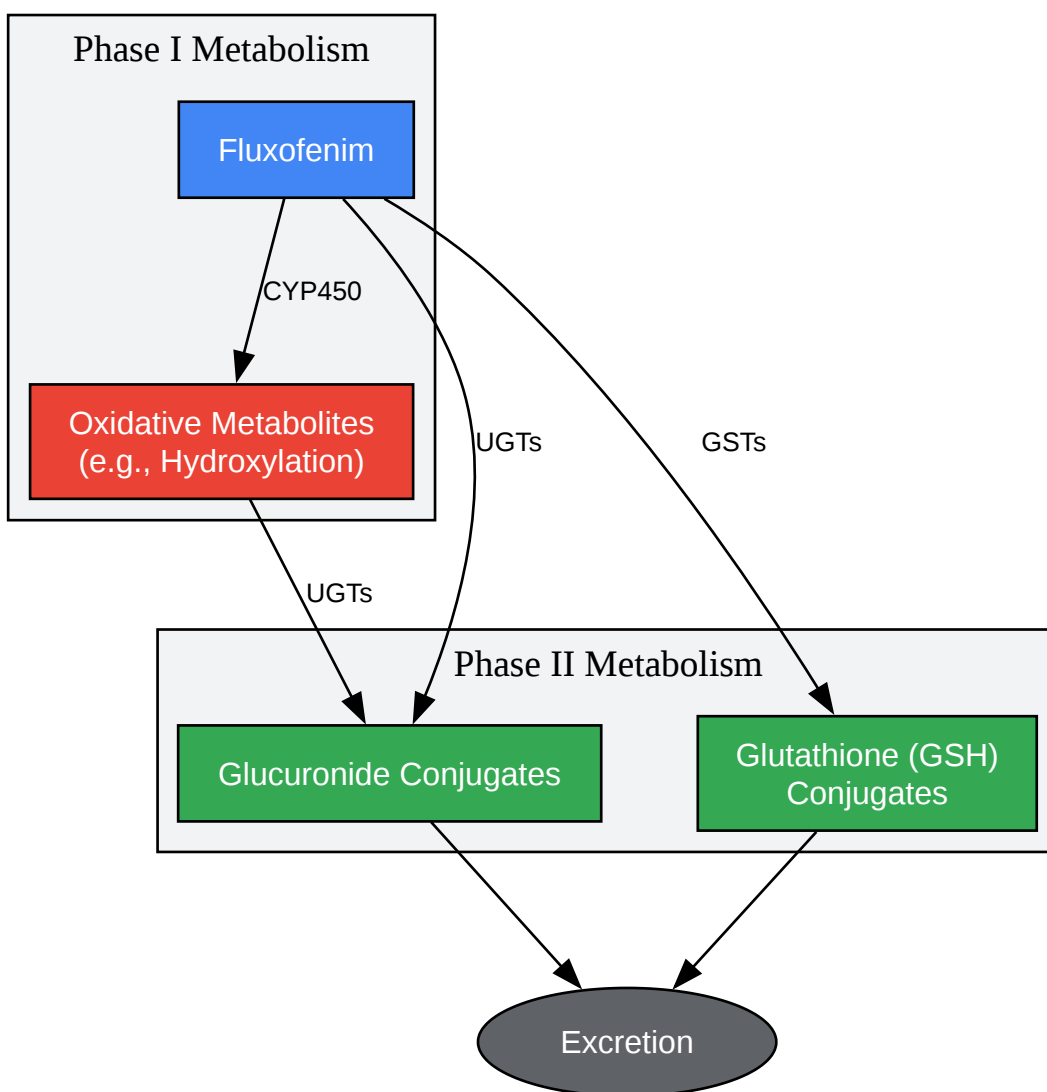 Phase I Metabolism
Fluxofenim
CYP450
Oxidative Metabolites
(e.g., Hydroxylation)
UGTs
GSTs
UGTs
Phase II Metabolism
Glucuronide Conjugates
Glutathione (GSH)
Conjugates
Excretion